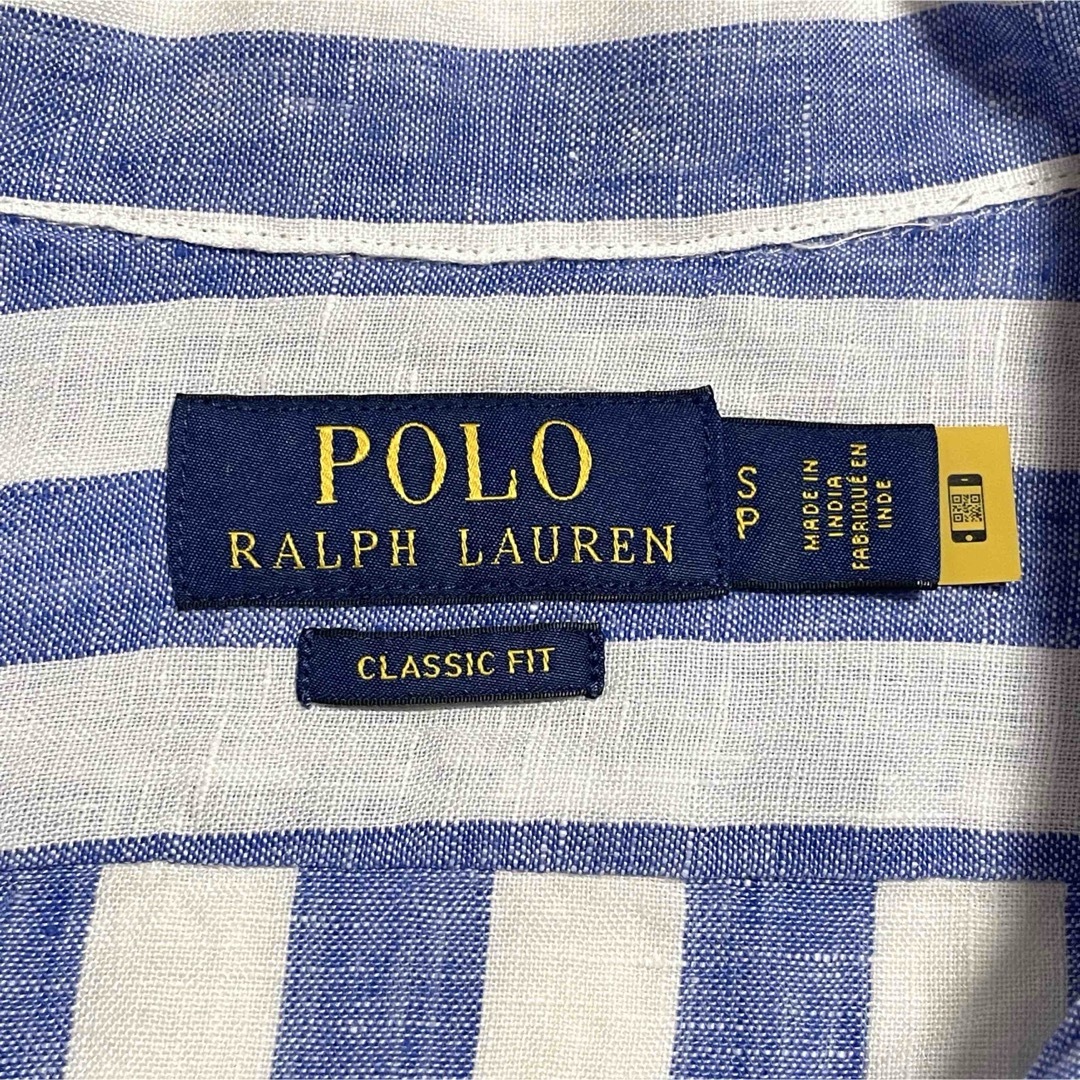 POLO
RALPH LAUREN
CLASSIC FIT
S
P
MADE IN
INDIA
FABRIQUÉ EN
INDE